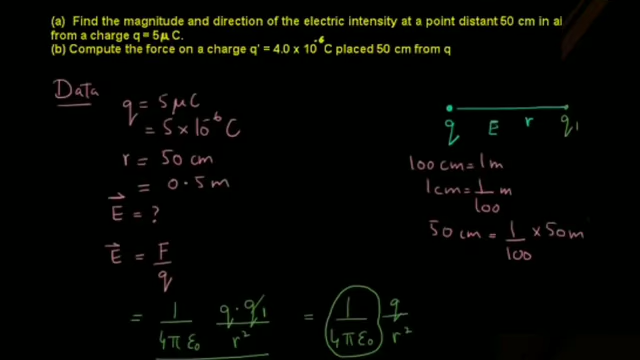 (a) Find the magnitude and direction of the electric intensity at a point distant 50 cm in ai
from a charge q = 5μC.
(b) Compute the force on a charge q' = 4.0 x 10⁻⁶ C placed 50 cm from q
Data
q = 5μC
= 5 × 10⁻⁶ C
r = 50 cm
= 0.5 m
E⃗ = ?
E⃗ = F/q
= 1/4πε₀ q·q₁/r² = 1/4πε₀ q/r²
q E r q₁
100 cm = 1 m
1 cm = 1/100 m
50 cm = 1/100 × 50 m